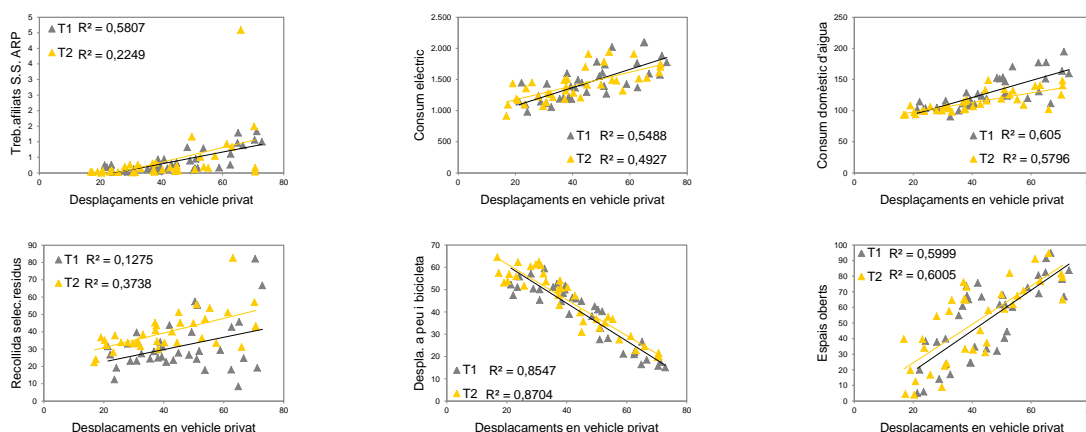 5
4
4
3
3
2
2
1
1
0
0 20 40 60 80
Treb.afiliats S.S. ARP
Desplaçaments en vehicle privat
T1 R² = 0,5807
T2 R² = 0,2249
2.500
2.000
1.500
1.000
500
0
0 20 40 60 80
Consum elèctric
Desplaçaments en vehicle privat
T1 R² = 0,5488
T2 R² = 0,4927
250
200
150
100
50
0
0 20 40 60 80
Consum domèstic d'aigua
Desplaçaments en vehicle privat
T1 R² = 0,605
T2 R² = 0,5796
90
80
70
60
50
40
30
20
10
0
0 20 40 60 80
Recollida selec.residus
Desplaçaments en vehicle privat
T1 R² = 0,1275
T2 R² = 0,3738
70
60
50
40
30
20
10
0
0 20 40 60 80
Despla. a peu i bicicleta
Desplaçaments en vehicle privat
T1 R² = 0,8547
T2 R² = 0,8704
100
90
80
70
60
50
40
30
20
10
0
0 20 40 60 80
Espais oberts
Desplaçaments en vehicle privat
T1 R² = 0,5999
T2 R² = 0,6005